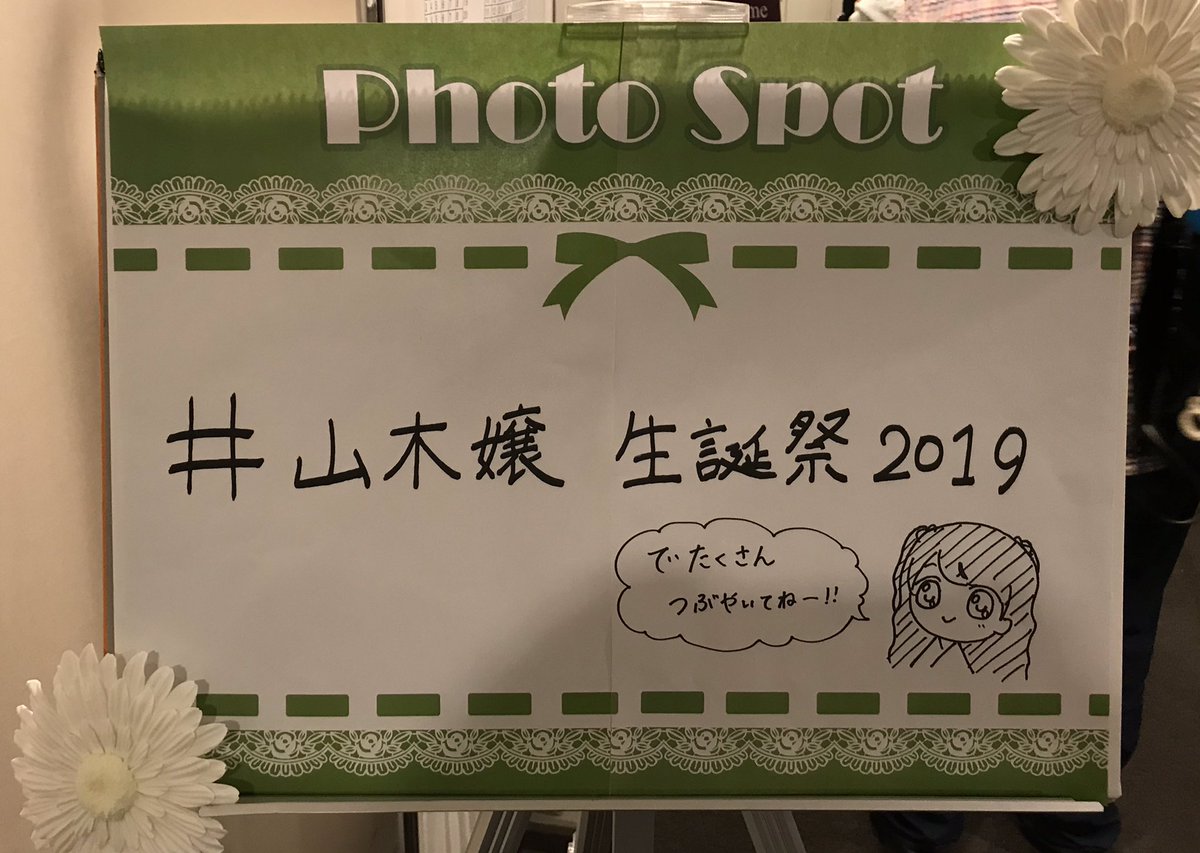 Photo Spot
#山木嬢 生誕祭2019
でたくさん
つぶやいてねー!!